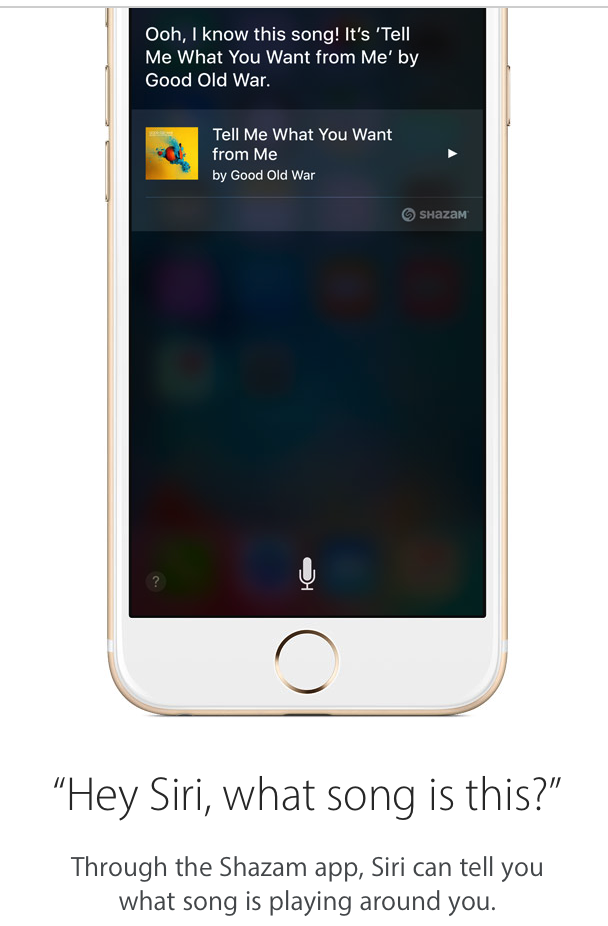 Ooh, I know this song! It’s ‘Tell
Me What You Want from Me’ by
Good Old War.
Tell Me What You Want
from Me
by Good Old War
SHAZAM
?
“Hey Siri, what song is this?”
Through the Shazam app, Siri can tell you
what song is playing around you.